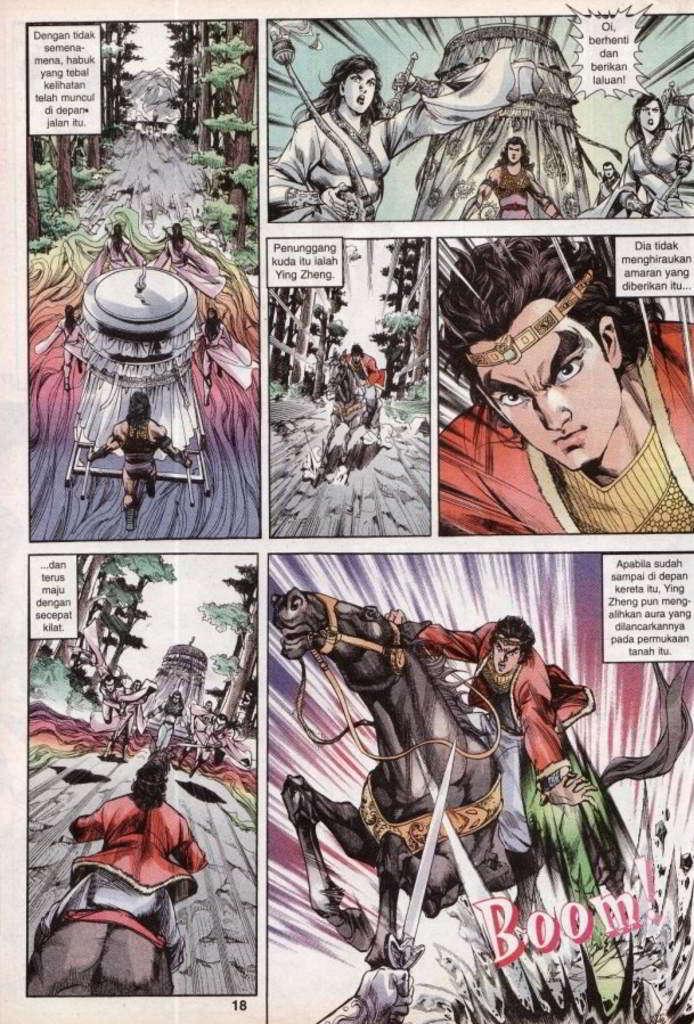 Dengan tidak
semena-
mena, habuk
yang tebal
kelihatan
telah muncul
di depan
jalan itu.
Oi,
berhenti
dan
berikan
laluan!
Penunggang
kuda itu ialah
Ying Zheng.
Dia tidak
menghiraukan
amaran yang
diberikan itu...
...dan
terus
maju
dengan
secepat
kilat.
Apabila sudah
sampai di depan
kereta itu, Ying
Zheng pun meng-
alihkan aura yang
dilancarkannya
pada permukaan
tanah itu.
Boom!
18